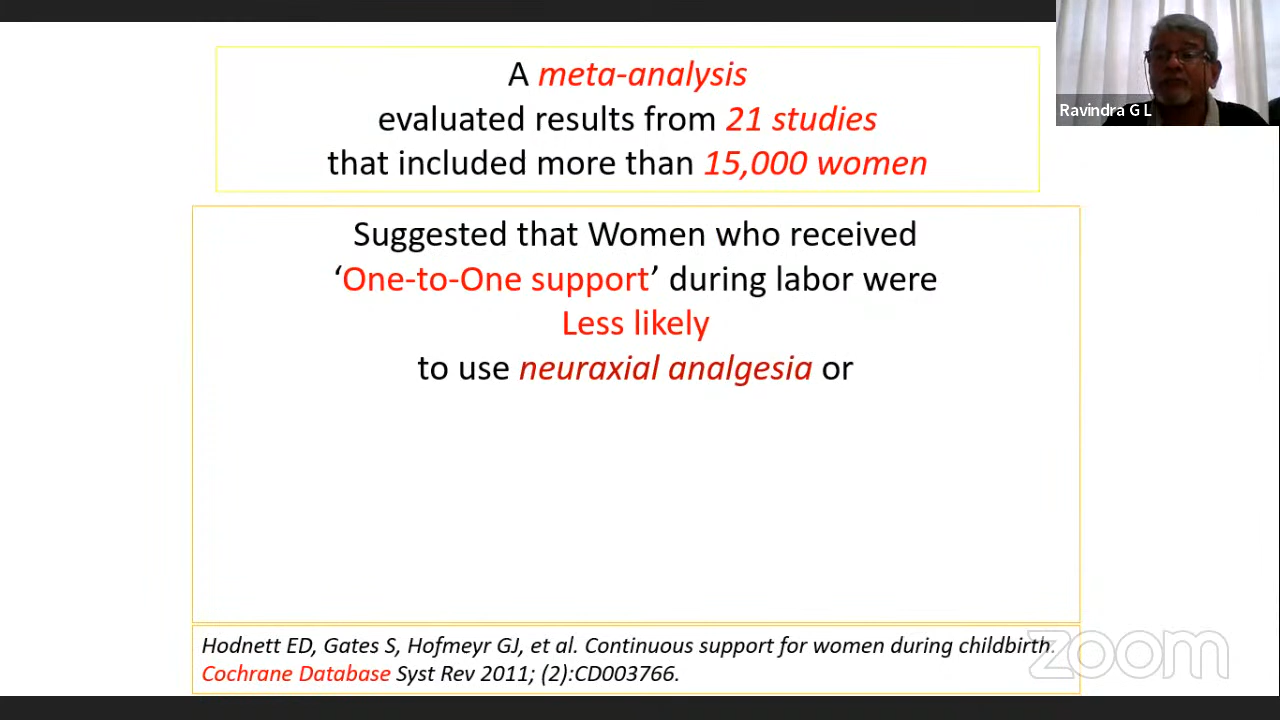 A meta-analysis
evaluated results from 21 studies
that included more than 15,000 women
Ravindra G L
Suggested that Women who received
‘One-to-One support’ during labor were
Less likely
to use neuraxial analgesia or
Hodnett ED, Gates S, Hofmeyr GJ, et al. Continuous support for women during childbirth.
Cochrane Database Syst Rev 2011; (2):CD003766.
zoom